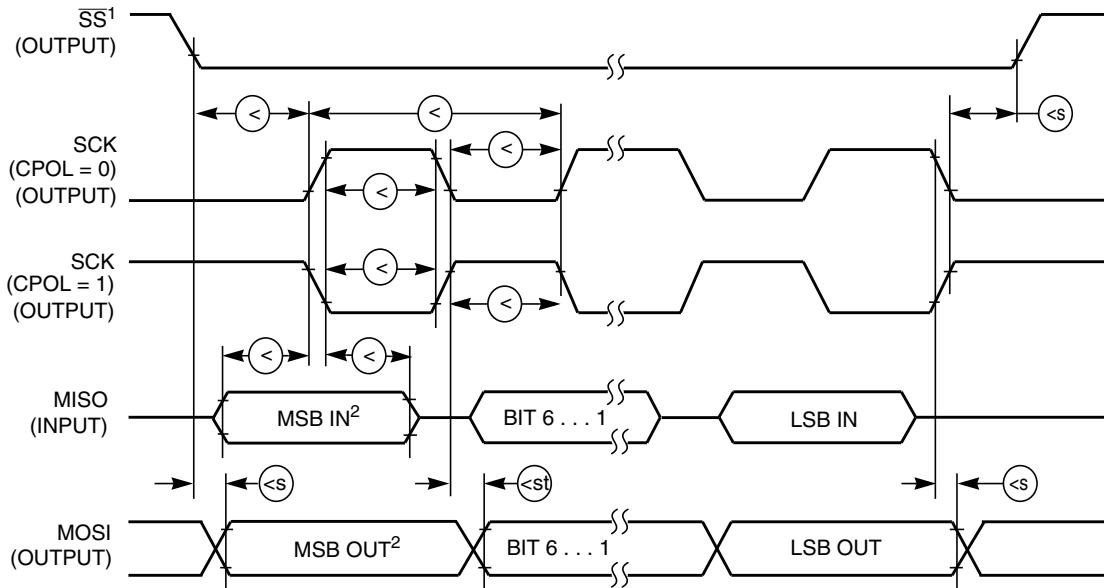 SS¹
(OUTPUT)
< < <s
SCK
(CPOL = 0)
(OUTPUT)
<
<
SCK
(CPOL = 1)
(OUTPUT)
<
<
< <
MISO
(INPUT)
MSB IN²
BIT 6 . . . 1
LSB IN
<s <st <s
MOSI
(OUTPUT)
MSB OUT²
BIT 6 . . . 1
LSB OUT